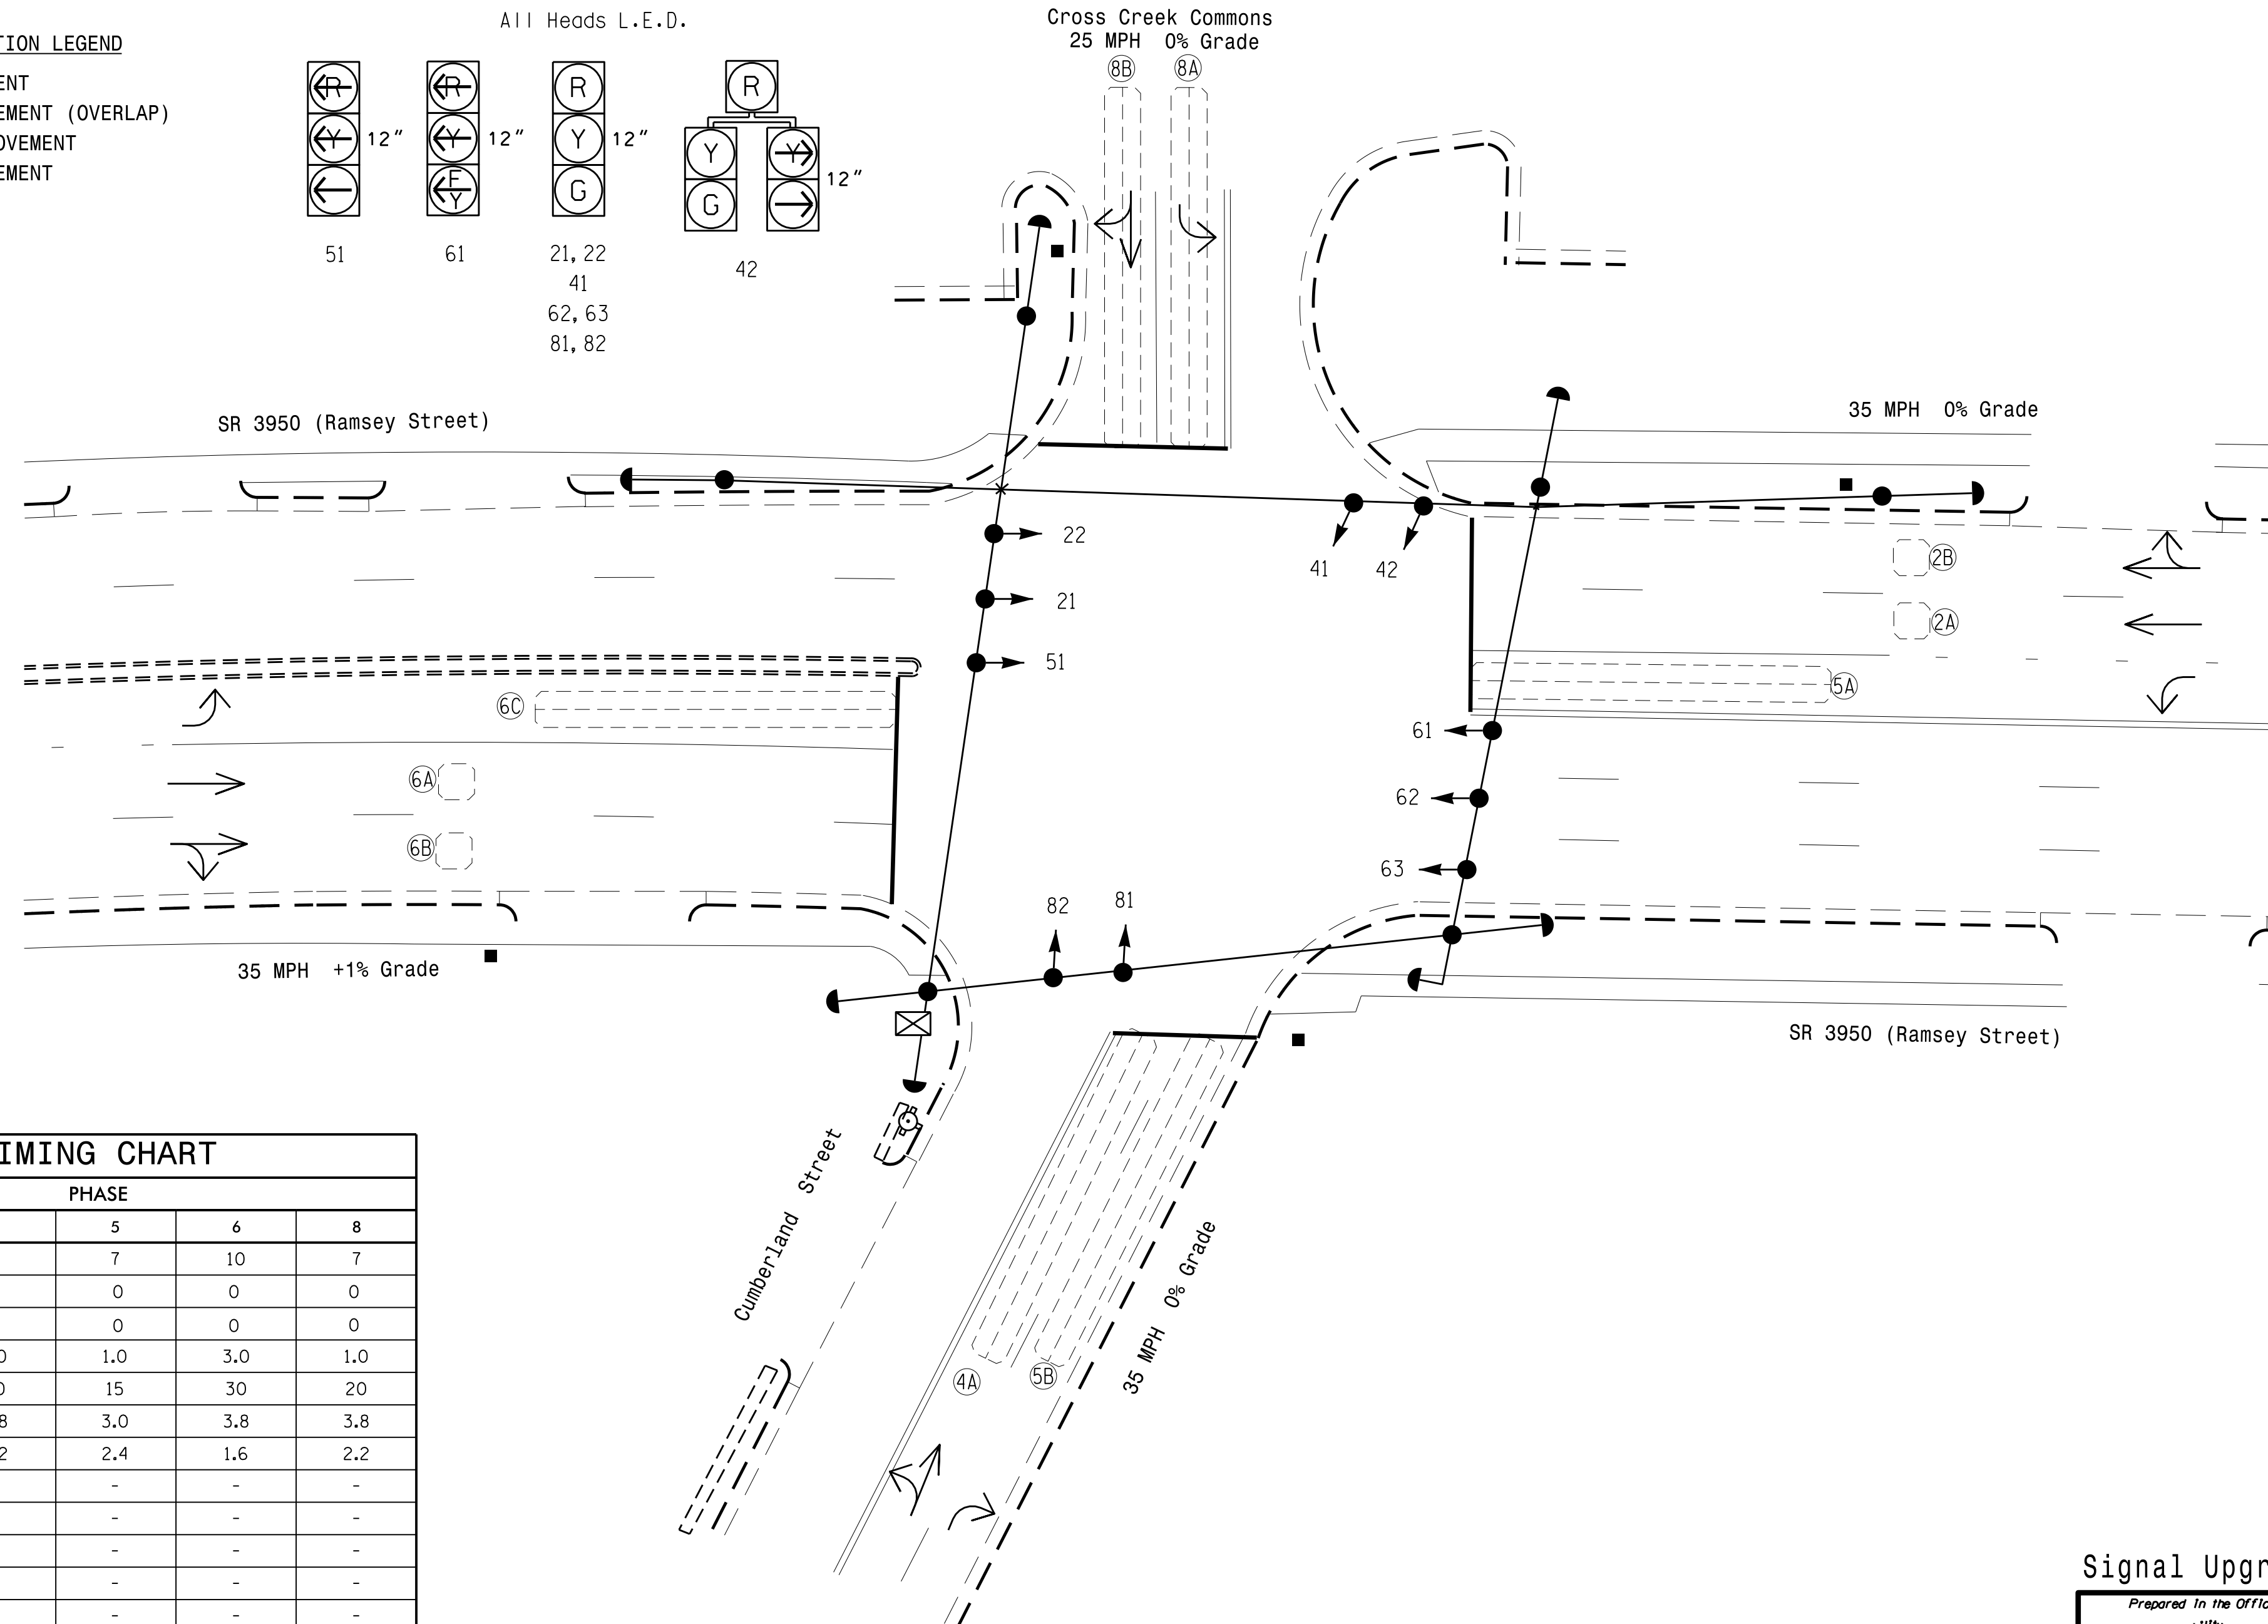 TION LEGEND
ENT
EMENT (OVERLAP)
OVEMENT
EMENT
All Heads L.E.D.
R
Y
12"
51
R
Y
F
Y
12"
61
R
Y
G
12"
21, 22
41
62, 63
81, 82
R
Y
Y
G
12"
42
Cross Creek Commons
25 MPH 0% Grade
8B
8A
SR 3950 (Ramsey Street)
35 MPH 0% Grade
22
21
51
41
42
2B
2A
5A
6C
6A
6B
61
62
63
82
81
35 MPH +1% Grade
SR 3950 (Ramsey Street)
Cumberland Street
35 MPH 0% Grade
4A
5B
IMING CHART
PHASE
5 6 8
7 10 7
0 0 0
0 0 0
0 1.0 3.0 1.0
0 15 30 20
8 3.0 3.8 3.8
2 2.4 1.6 2.2
- - -
- - -
- - -
- - -
- - -
Signal Upgr
Prepared in the Offic